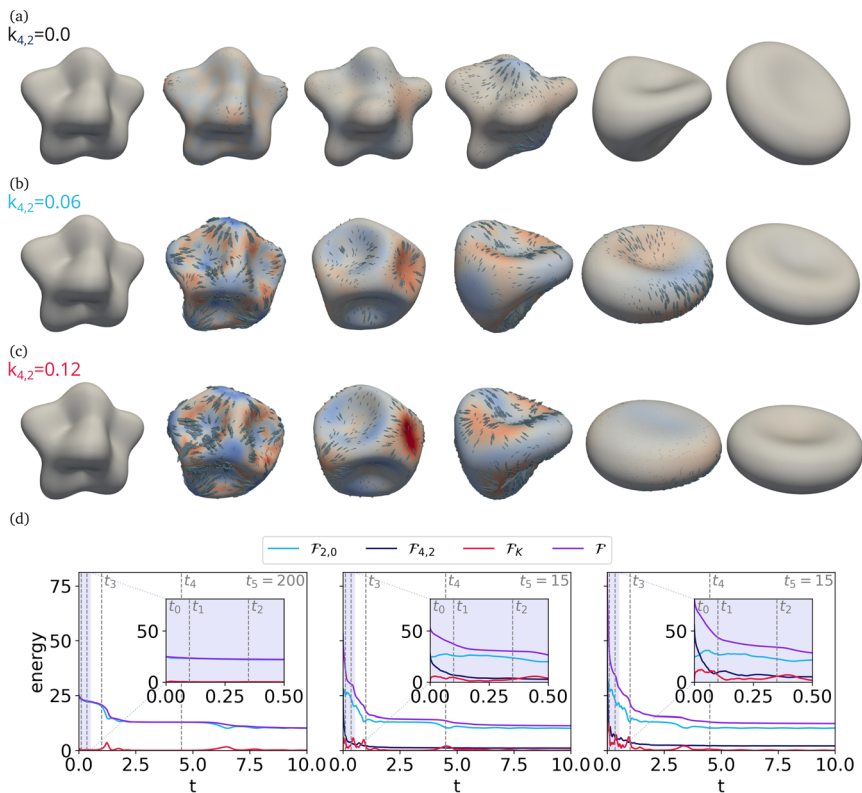 (a)
k4,2=0.0
(b)
k4,2=0.06
(c)
k4,2=0.12
(d)
F2,0 F4,2 FK F
t3 t4 t5 = 200 t3 t4 t5 = 15 t3 t4 t5 = 15
75
t0 t1 t2 t0 t1 t2 t0 t1 t2
50 50 50 50
0 0 0
25
0.00 0.25 0.50 0.00 0.25 0.50 0.00 0.25 0.50
energy
0
0.0 2.5 5.0 7.5 10.0 0.0 2.5 5.0 7.5 10.0 0.0 2.5 5.0 7.5 10.0
t t t